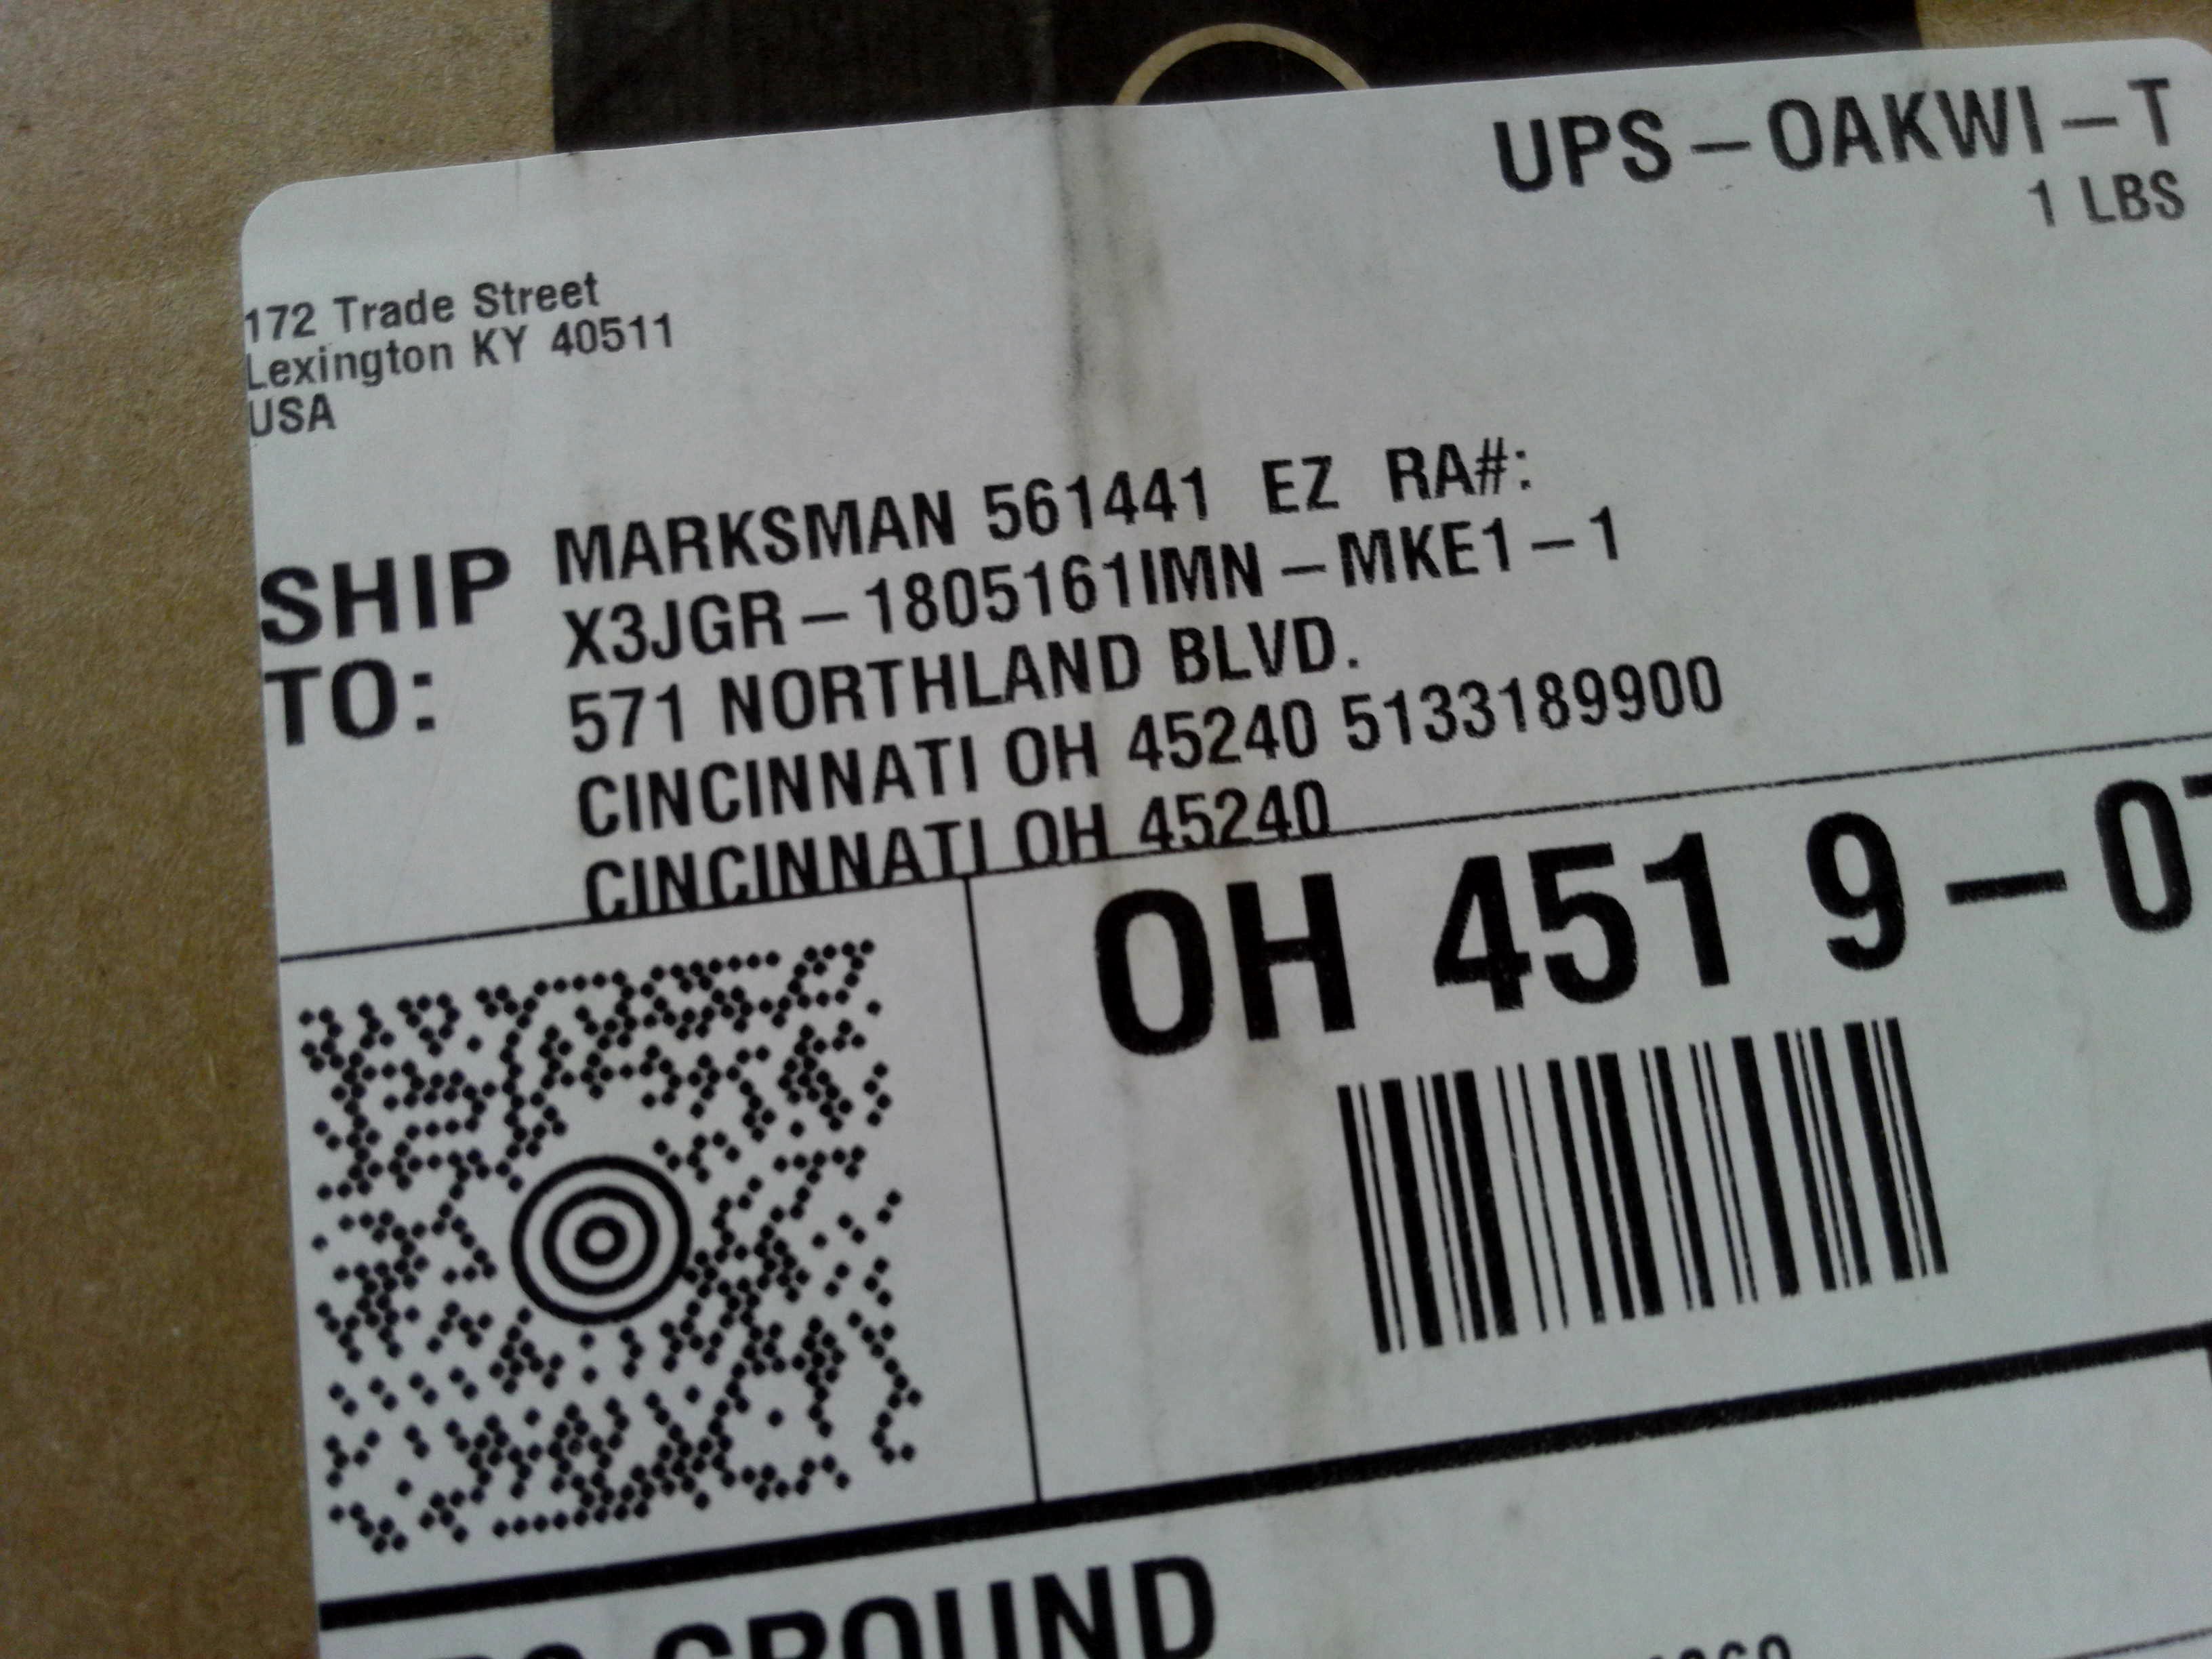 UPS-OAKWI-T
1 LBS
172 Trade Street
Lexington KY 40511
USA
SHIP TO:
MARKSMAN 561441 EZ RA#:
X3JGR-1805161IMN-MKE1-1
571 NORTHLAND BLVD.
CINCINNATI OH 45240 5133189900
CINCINNATI OH 45240
OH 451 9-0
GROUND